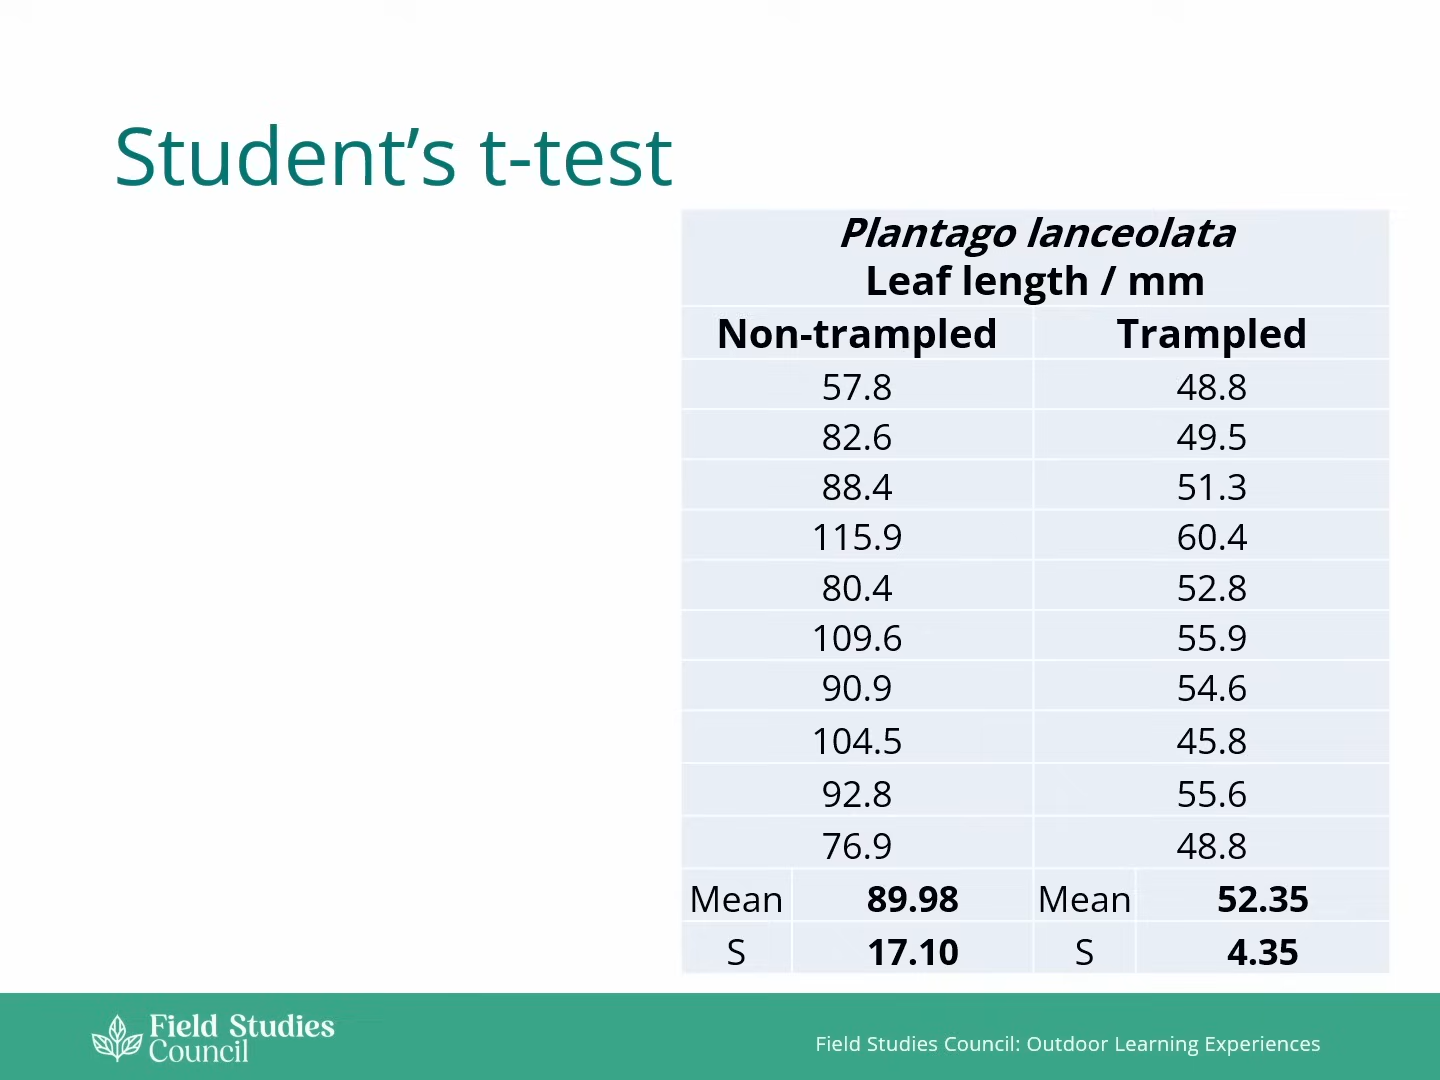 Student’s t-test
Plantago lanceolata
Leaf length / mm
Non-trampled Trampled
57.8 48.8
82.6 49.5
88.4 51.3
115.9 60.4
80.4 52.8
109.6 55.9
90.9 54.6
104.5 45.8
92.8 55.6
76.9 48.8
Mean 89.98 Mean 52.35
S 17.10 S 4.35
Field Studies
Council
Field Studies Council: Outdoor Learning Experiences